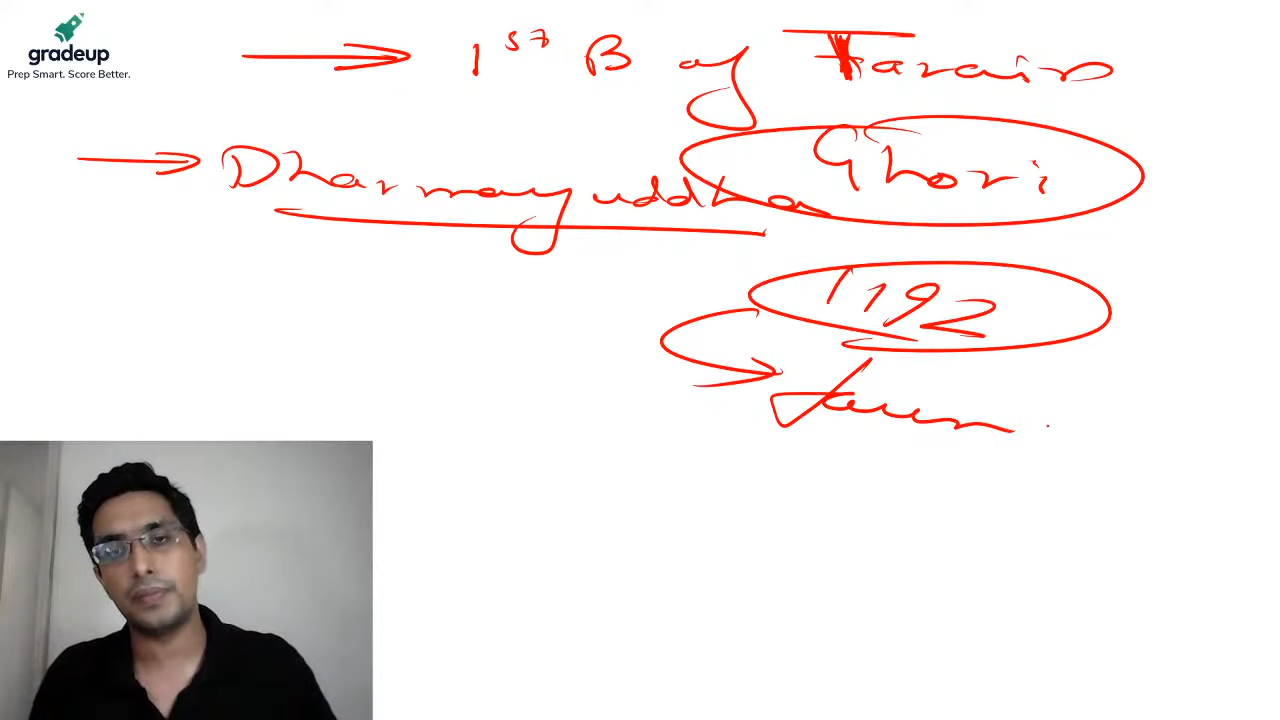 gradeup
Prep Smart. Score Better.
→ 1st B of Tarain
→ Dharmayuddha Ghori
1192